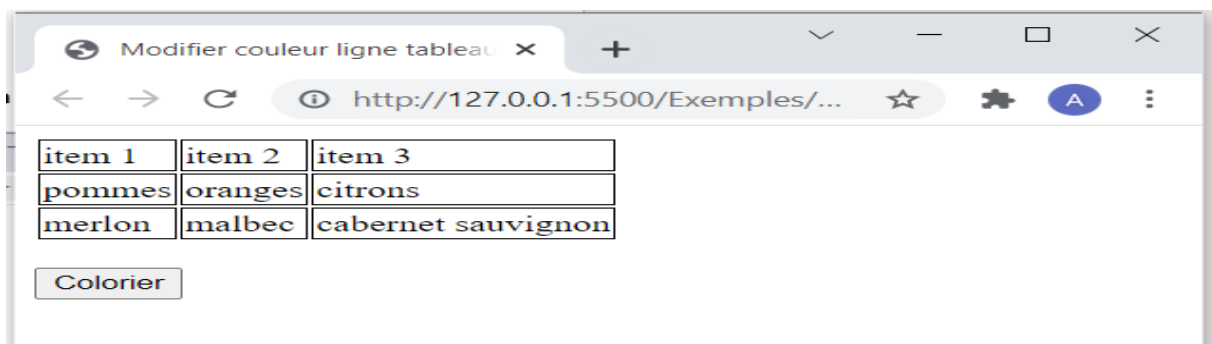 Modifier couleur ligne tableau
http://127.0.0.1:5500/Exemples/...
A
item 1 item 2 item 3
pommes oranges citrons
merlon malbec cabernet sauvignon
Colorier